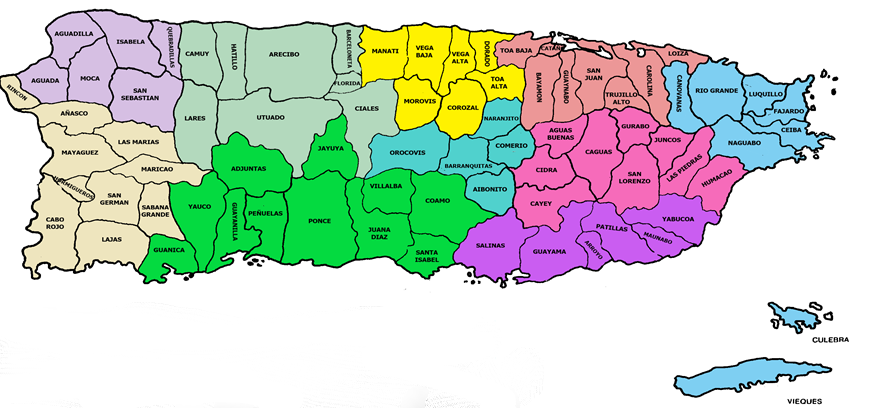 AGUADILLA
ISABELA
QUEBRADILLAS
CAMUY
HATILLO
ARECIBO
BARCELONETA
FLORIDA
MANATI
VEGA
BAJA
VEGA
ALTA
DORADO
TOA BAJA
CATAÑO
TOA
ALTA
BAYAMON
GUAYNABO
SAN
JUAN
TRUJILLO
ALTO
CAROLINA
LOIZA
CANOVANAS
RIO GRANDE
LUQUILLO
FAJARDO
CEIBA
NAGUABO
AGUADA
MOCA
SAN
SEBASTIAN
RINCON
AÑASCO
LARES
UTUADO
CIALES
MOROVIS
COROZAL
NARANJITO
MAYAGUEZ
LAS MARIAS
MARICAO
ADJUNTAS
JAYUYA
OROCOVIS
BARRANQUITAS
COMERIO
AGUAS
BUENAS
CAGUAS
GURABO
JUNCOS
LAS PIEDRAS
HUMACAO
SAN
LORENZO
CIDRA
CAYEY
AIBONITO
HORMIGUEROS
SAN
GERMAN
SABANA
GRANDE
CABO
ROJO
LAJAS
YAUCO
GUANICA
GUAYANILLA
PEÑUELAS
PONCE
VILLALBA
COAMO
JUANA
DIAZ
SANTA
ISABEL
SALINAS
GUAYAMA
ARROYO
PATILLAS
MAUNABO
YABUCOA
CULEBRA
VIEQUES